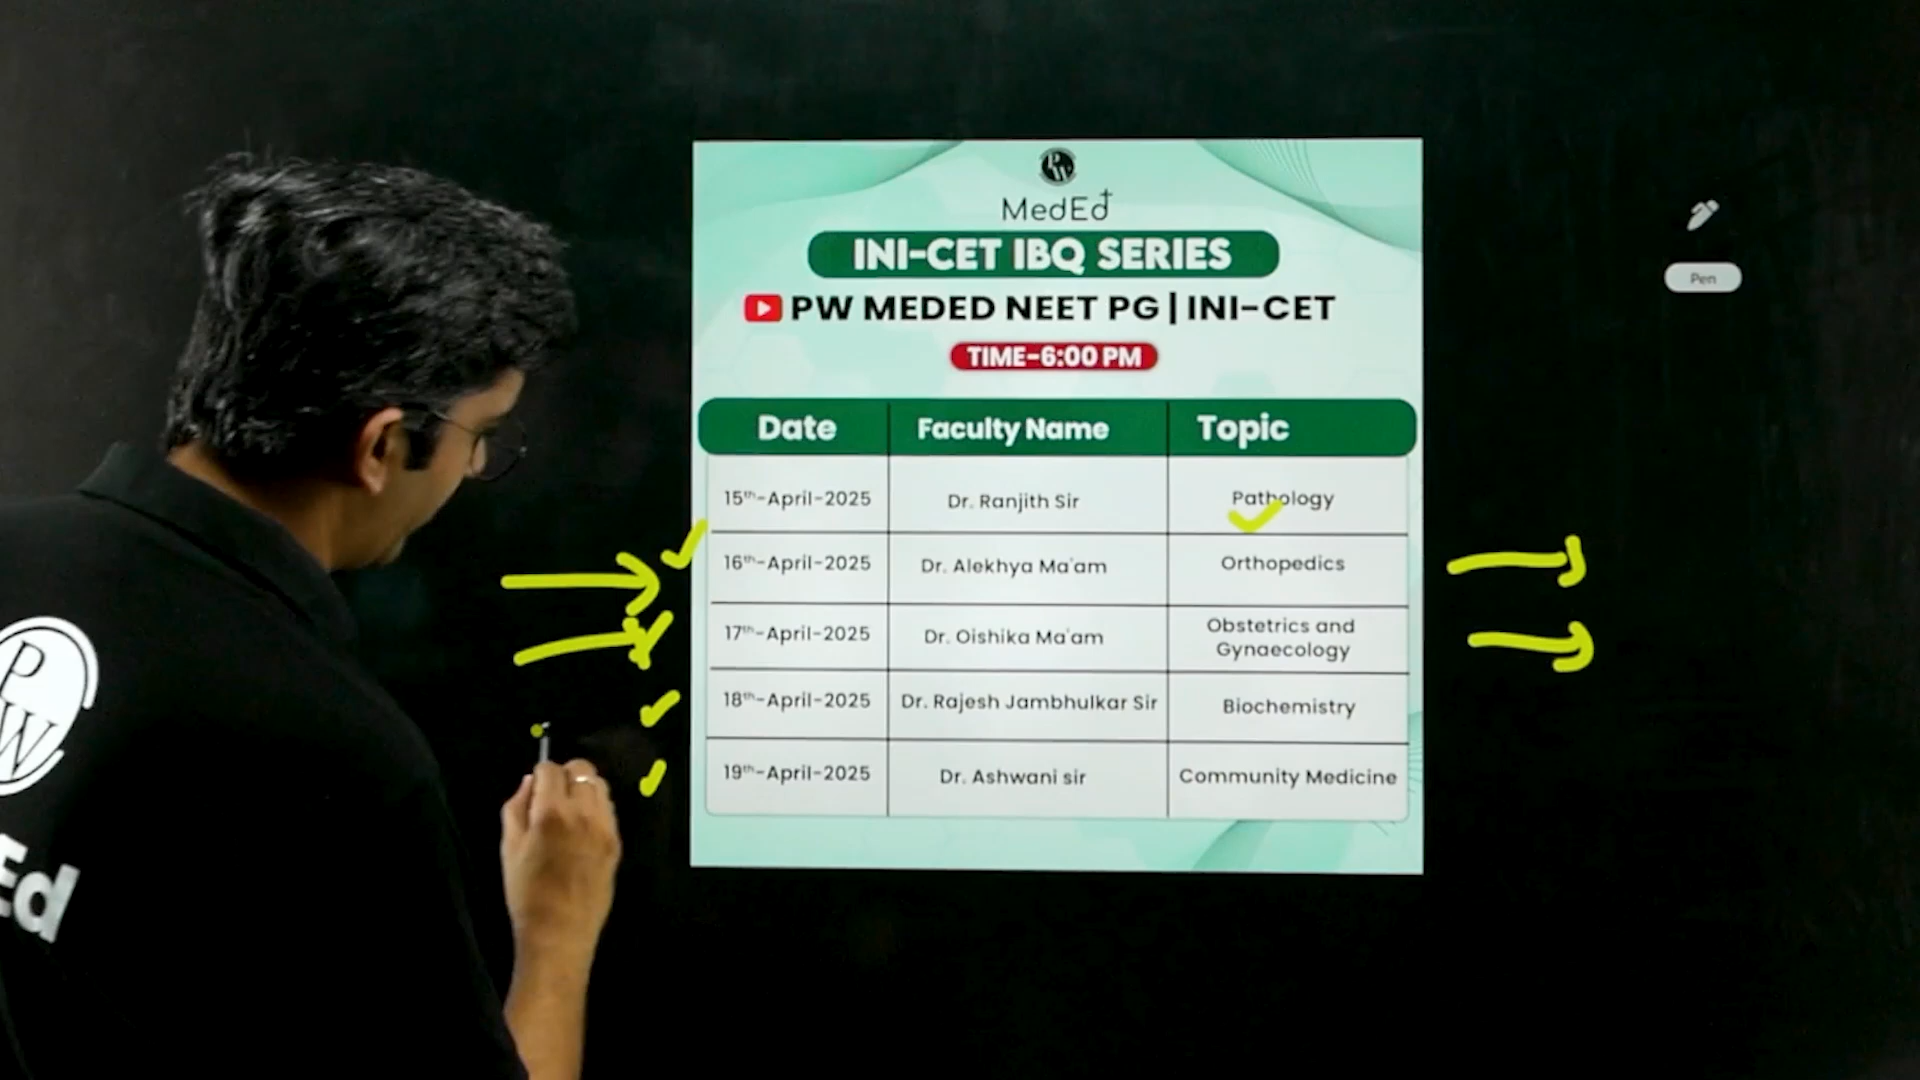 PW
MedEd
INI-CET IBQ SERIES
PW MEDED NEET PG | INI-CET
TIME-6:00 PM
Date Faculty Name Topic
15th-April-2025 Dr. Ranjith Sir Pathology
16th-April-2025 Dr. Alekhya Ma'am Orthopedics
17th-April-2025 Dr. Oishika Ma'am Obstetrics and Gynaecology
18th-April-2025 Dr. Rajesh Jambhulkar Sir Biochemistry
19th-April-2025 Dr. Ashwani sir Community Medicine
Pen
PW
Ed